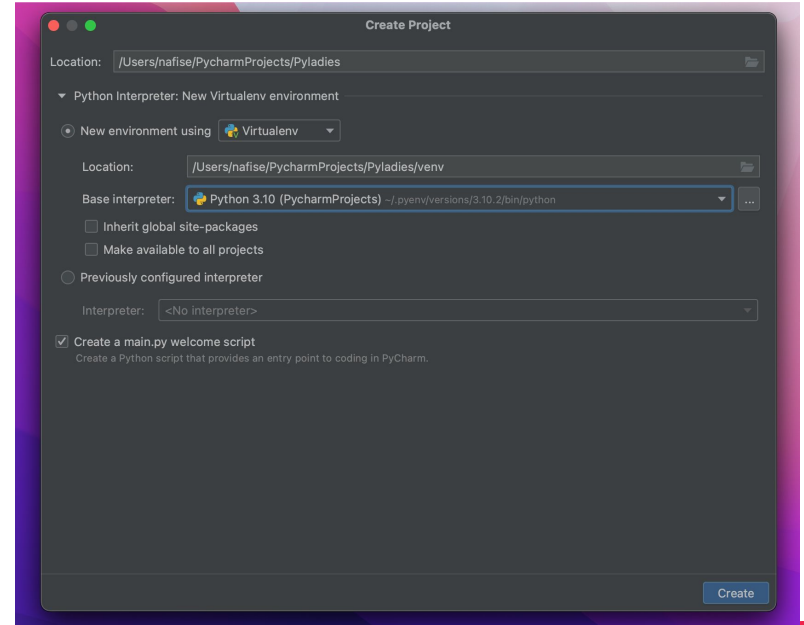 Create Project
Location: /Users/nafise/PycharmProjects/Pyladies
Python Interpreter: New Virtualenv environment
New environment using Virtualenv
Location: /Users/nafise/PycharmProjects/Pyladies/venv
Base interpreter: Python 3.10 (PycharmProjects) ~/.pyenv/versions/3.10.2/bin/python ...
Inherit global site-packages
Make available to all projects
Previously configured interpreter
Interpreter: <No interpreter>
Create a main.py welcome script
Create a Python script that provides an entry point to coding in PyCharm.
Create